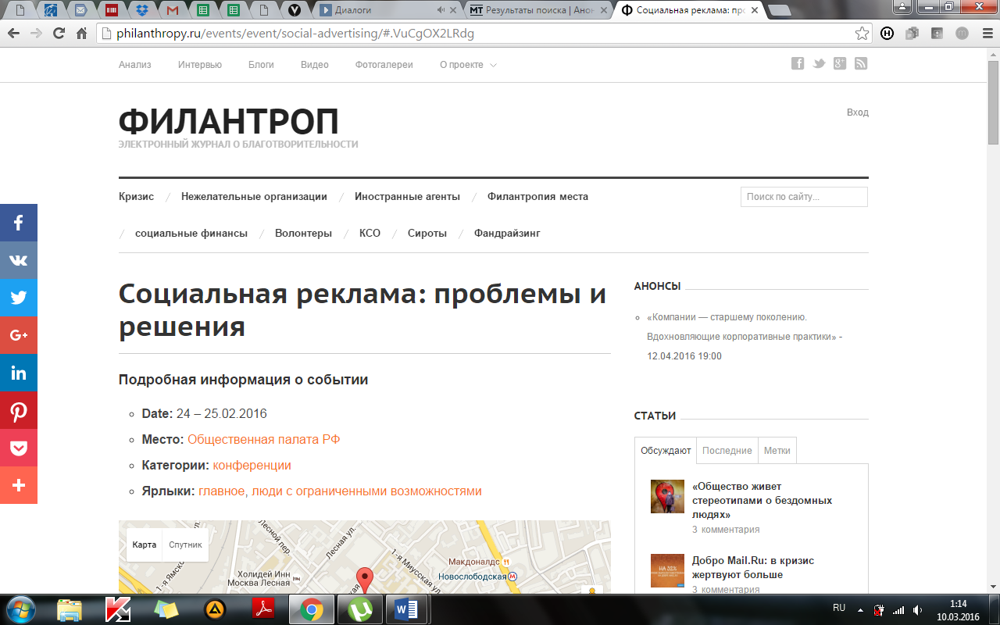 Диалоги
Результаты поиска | Анон
Социальная реклама: про
philanthropy.ru/events/event/social-advertising/#.VuCgOX2LRdg
Анализ Интервью Блоги Видео Фотогалереи О проекте
ФИЛАНТРОП
ЭЛЕКТРОННЫЙ ЖУРНАЛ О БЛАГОТВОРИТЕЛЬНОСТИ
Вход
Кризис / Нежелательные организации / Иностранные агенты / Филантропия места
Поиск по сайту...
/ социальные финансы / Волонтеры / КСО / Сироты / Фандрайзинг
Социальная реклама: проблемы и
решения
Подробная информация о событии
Date: 24 – 25.02.2016
Место: Общественная палата РФ
Категории: конференции
Ярлыки: главное, люди с ограниченными возможностями
Карта Спутник
Лесной пер.
Лесная ул.
Лесная ул.
1-я Миусская ул.
1-я Ямск
Холидей Инн
Москва Лесная
Макдоналдс
Новослободская
АНОНСЫ
«Компании — старшему поколению.
Вдохновляющие корпоративные практики» -
12.04.2016 19:00
СТАТЬИ
Обсуждают Последние Метки
«Общество живет
стереотипами о бездомных
людях»
3 комментария
Добро Mail.Ru: в кризис
жертвуют больше
3 комментария
RU
1:14
10.03.2016